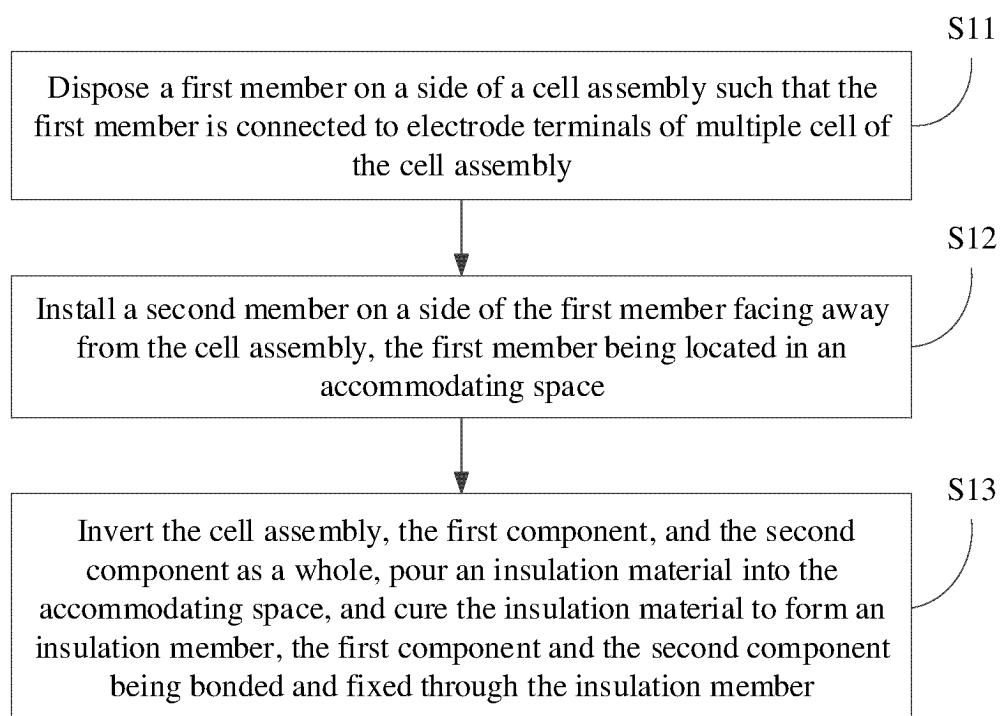 S11
Dispose a first member on a side of a cell assembly such that the
first member is connected to electrode terminals of multiple cell of
the cell assembly
S12
Install a second member on a side of the first member facing away
from the cell assembly, the first member being located in an
accommodating space
S13
Invert the cell assembly, the first component, and the second
component as a whole, pour an insulation material into the
accommodating space, and cure the insulation material to form an
insulation member, the first component and the second component
being bonded and fixed through the insulation member